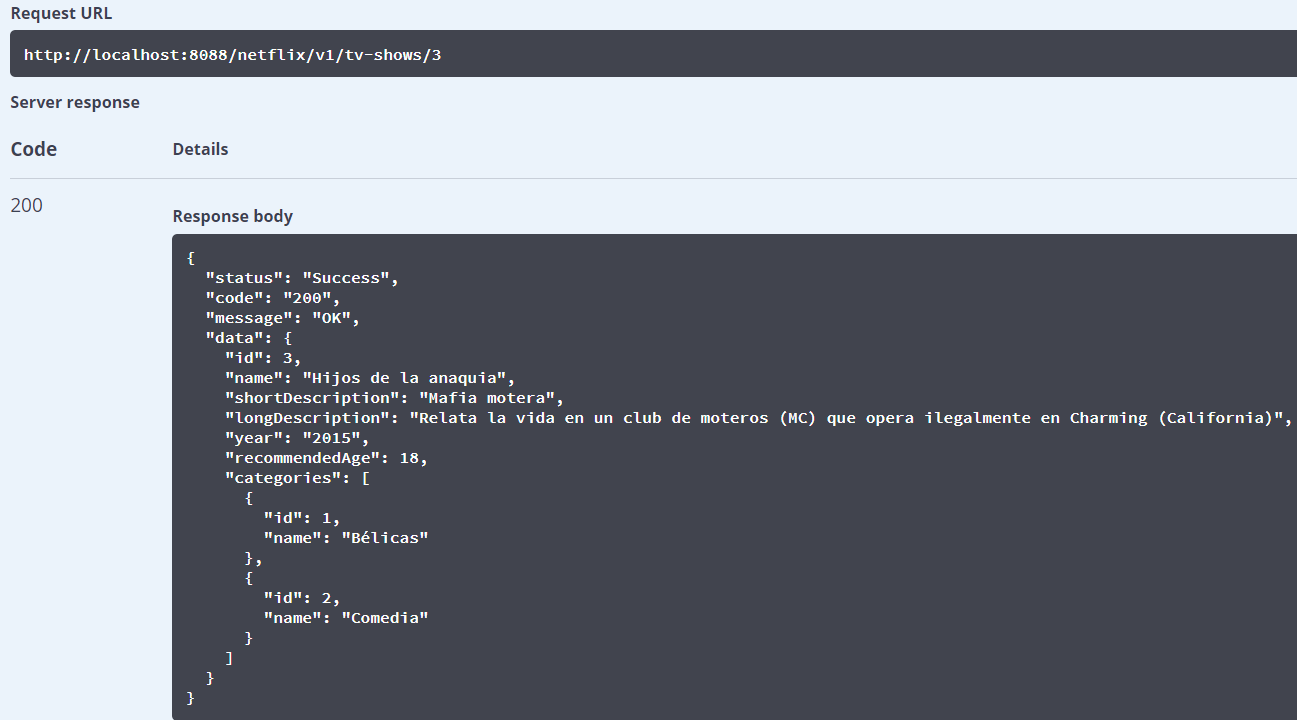 Request URL
http://localhost:8088/netflix/v1/tv-shows/3
Server response
Code Details
200
Response body
{
"status": "Success",
"code": "200",
"message": "OK",
"data": {
"id": 3,
"name": "Hijos de la anaquia",
"shortDescription": "Mafia motera",
"longDescription": "Relata la vida en un club de moteros (MC) que opera ilegalmente en Charming (California)",
"year": "2015",
"recommendedAge": 18,
"categories": [
{
"id": 1,
"name": "Bélicas"
},
{
"id": 2,
"name": "Comedia"
}
]
}
}